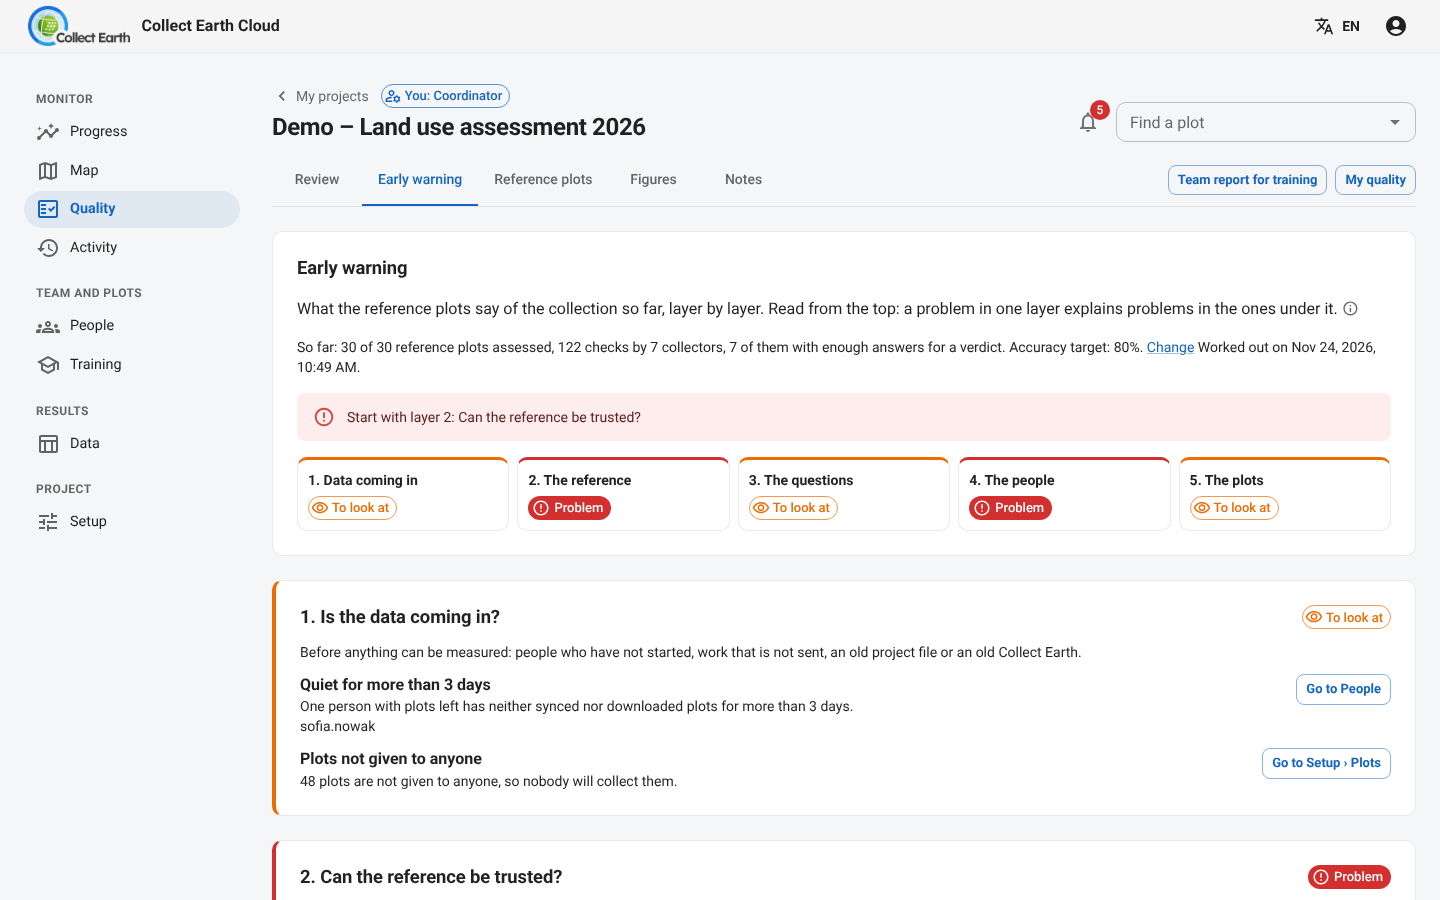 Collect Earth
Collect Earth Cloud
EN
MONITOR
Progress
Map
Quality
Activity
TEAM AND PLOTS
People
Training
RESULTS
Data
PROJECT
Setup
My projects
You: Coordinator
Demo – Land use assessment 2026
5
Find a plot
Review
Early warning
Reference plots
Figures
Notes
Team report for training
My quality
Early warning
What the reference plots say of the collection so far, layer by layer. Read from the top: a problem in one layer explains problems in the ones under it.
So far: 30 of 30 reference plots assessed, 122 checks by 7 collectors, 7 of them with enough answers for a verdict. Accuracy target: 80%. Change Worked out on Nov 24, 2026,
10:49 AM.
Start with layer 2: Can the reference be trusted?
1. Data coming in
To look at
2. The reference
Problem
3. The questions
To look at
4. The people
Problem
5. The plots
To look at
1. Is the data coming in?
To look at
Before anything can be measured: people who have not started, work that is not sent, an old project file or an old Collect Earth.
Quiet for more than 3 days
Go to People
One person with plots left has neither synced nor downloaded plots for more than 3 days.
sofia.nowak
Plots not given to anyone
Go to Setup › Plots
48 plots are not given to anyone, so nobody will collect them.
2. Can the reference be trusted?
Problem